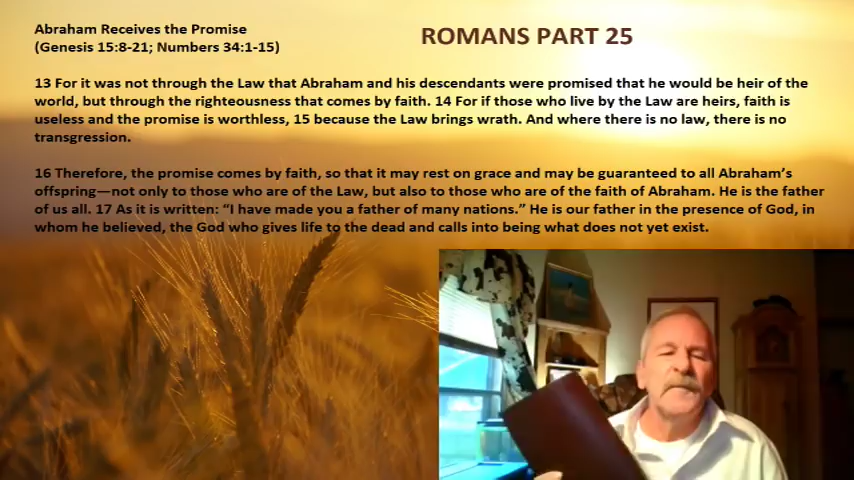 Abraham Receives the Promise
(Genesis 15:8-21; Numbers 34:1-15)
ROMANS PART 25
13 For it was not through the Law that Abraham and his descendants were promised that he would be heir of the
world, but through the righteousness that comes by faith. 14 For if those who live by the Law are heirs, faith is
useless and the promise is worthless, 15 because the Law brings wrath. And where there is no law, there is no
transgression.
16 Therefore, the promise comes by faith, so that it may rest on grace and may be guaranteed to all Abraham’s
offspring—not only to those who are of the Law, but also to those who are of the faith of Abraham. He is the father
of us all. 17 As it is written: “I have made you a father of many nations.” He is our father in the presence of God, in
whom he believed, the God who gives life to the dead and calls into being what does not yet exist.